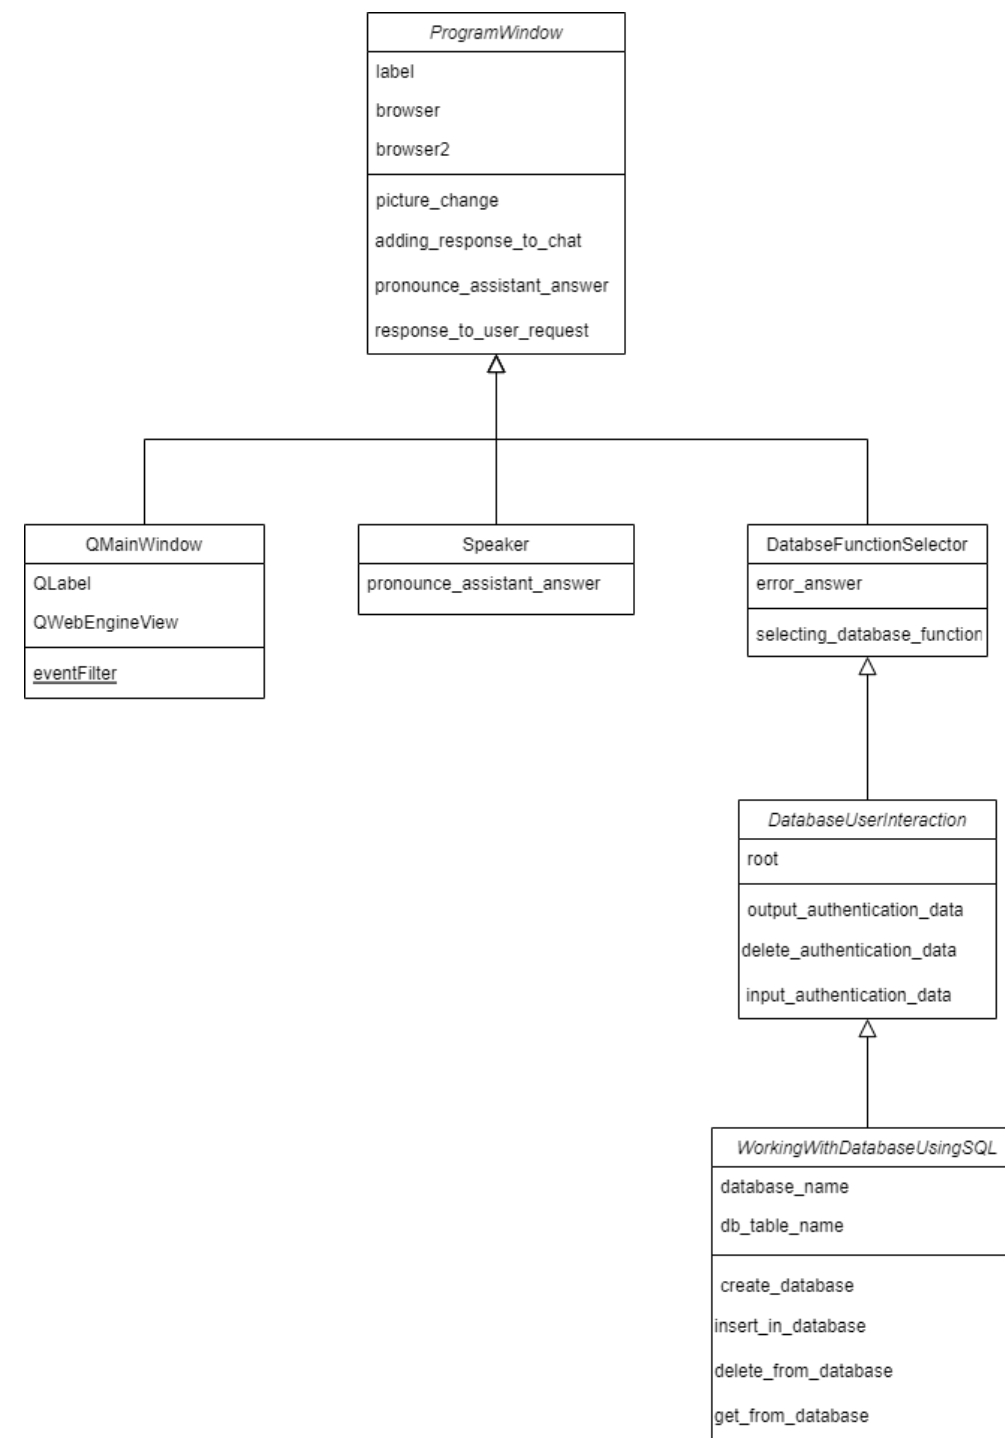 ProgramWindow
label
browser
browser2
picture_change
adding_response_to_chat
pronounce_assistant_answer
response_to_user_request
QMainWindow
QLabel
QWebEngineView
eventFilter
Speaker
pronounce_assistant_answer
DatabseFunctionSelector
error_answer
selecting_database_function
DatabaseUserInteraction
root
output_authentication_data
delete_authentication_data
input_authentication_data
WorkingWithDatabaseUsingSQL
database_name
db_table_name
create_database
insert_in_database
delete_from_database
get_from_database